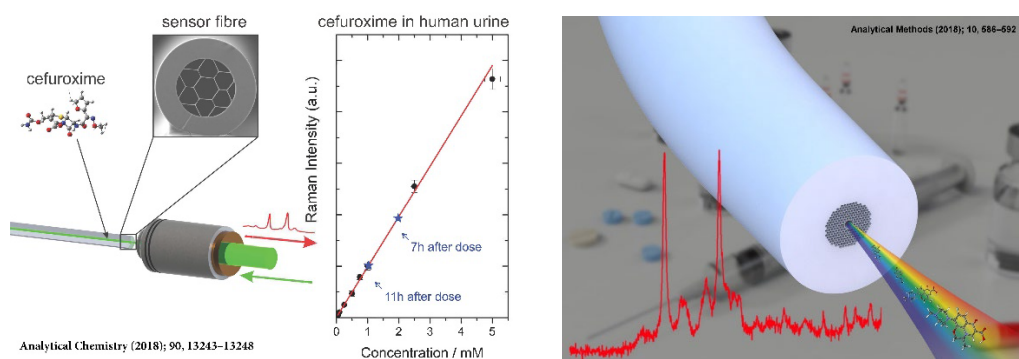 sensor fibre
cefuroxime
cefuroxime in human urine
Raman Intensity (a.u.)
7h after dose
11h after dose
0 1 2 3 4 5
Concentration / mM
Analytical Chemistry (2018); 90, 13243–13248
Analytical Methods (2018); 10, 586–592